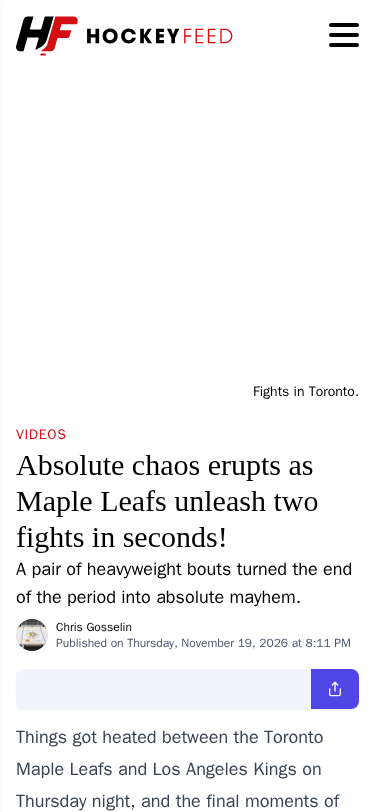 HF HOCKEYFEED
Fights in Toronto.
VIDEOS
Absolute chaos erupts as
Maple Leafs unleash two
fights in seconds!
A pair of heavyweight bouts turned the end
of the period into absolute mayhem.
Chris Gosselin
Published on Thursday, November 19, 2026 at 8:11 PM
Things got heated between the Toronto
Maple Leafs and Los Angeles Kings on
Thursday night, and the final moments of